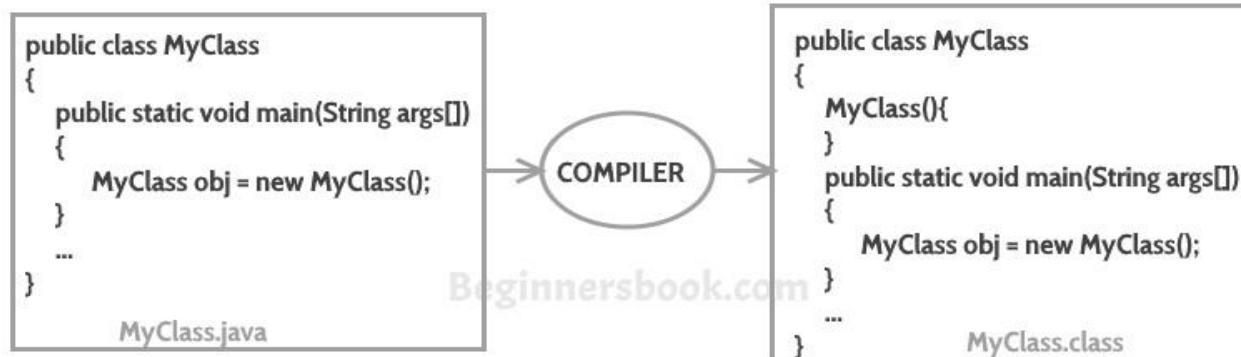 public class MyClass
{
public static void main(String args[])
{
MyClass obj = new MyClass();
}
...
}
MyClass.java
COMPILER
public class MyClass
{
MyClass(){
}
public static void main(String args[])
{
MyClass obj = new MyClass();
}
...
}
MyClass.class
Beginnersbook.com